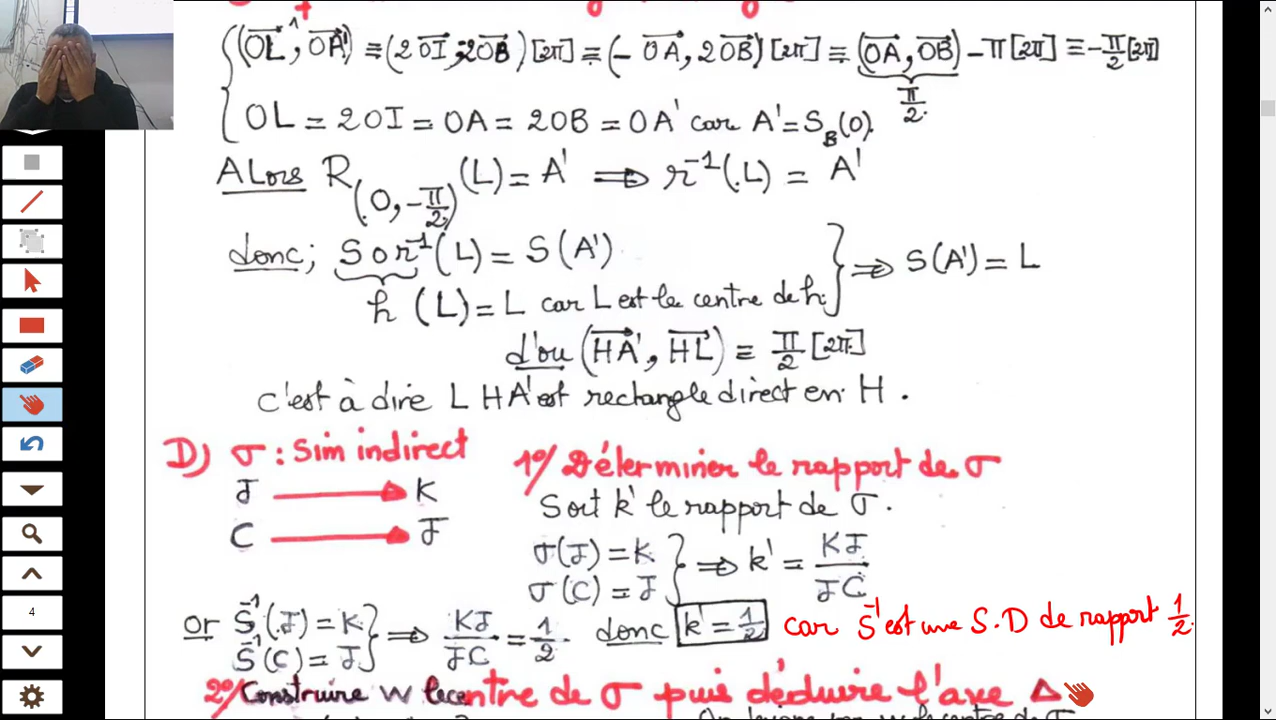 (OL, OA') ≡ (2OI, 2OB) [2π] ≡ (-OA, 2OB) [2π] ≡ (OA, OB) - π [2π] ≡ -π/2 [2π]
π/2
OL = 2OI = OA = 2OB = OA' car A' = S_B(O).
ALors R_(O, -π/2) (L) = A' ⟹ r⁻¹(L) = A'
donc; S o r⁻¹(L) = S(A')
⟹ S(A') = L
h (L) = L car L est le centre de h.
d'ou (HA', HL) ≡ π/2 [2π]
c'est à dire L HA' est rectangle direct en H .
D) σ : Sim indirect
1°/ Déterminer le rapport de σ
J ⟶ K
Soit k' le rapport de σ.
C ⟶ J
σ(J) = K
σ(C) = J
⟹ k' = KJ/JC
or S⁻¹(J) = K
S⁻¹(C) = J
⟹ KJ/JC = 1/2 donc k' = 1/2 car S⁻¹ est une S.D de rapport 1/2.
2°/ Construire W le centre de σ puis déduire l'axe Δ
4